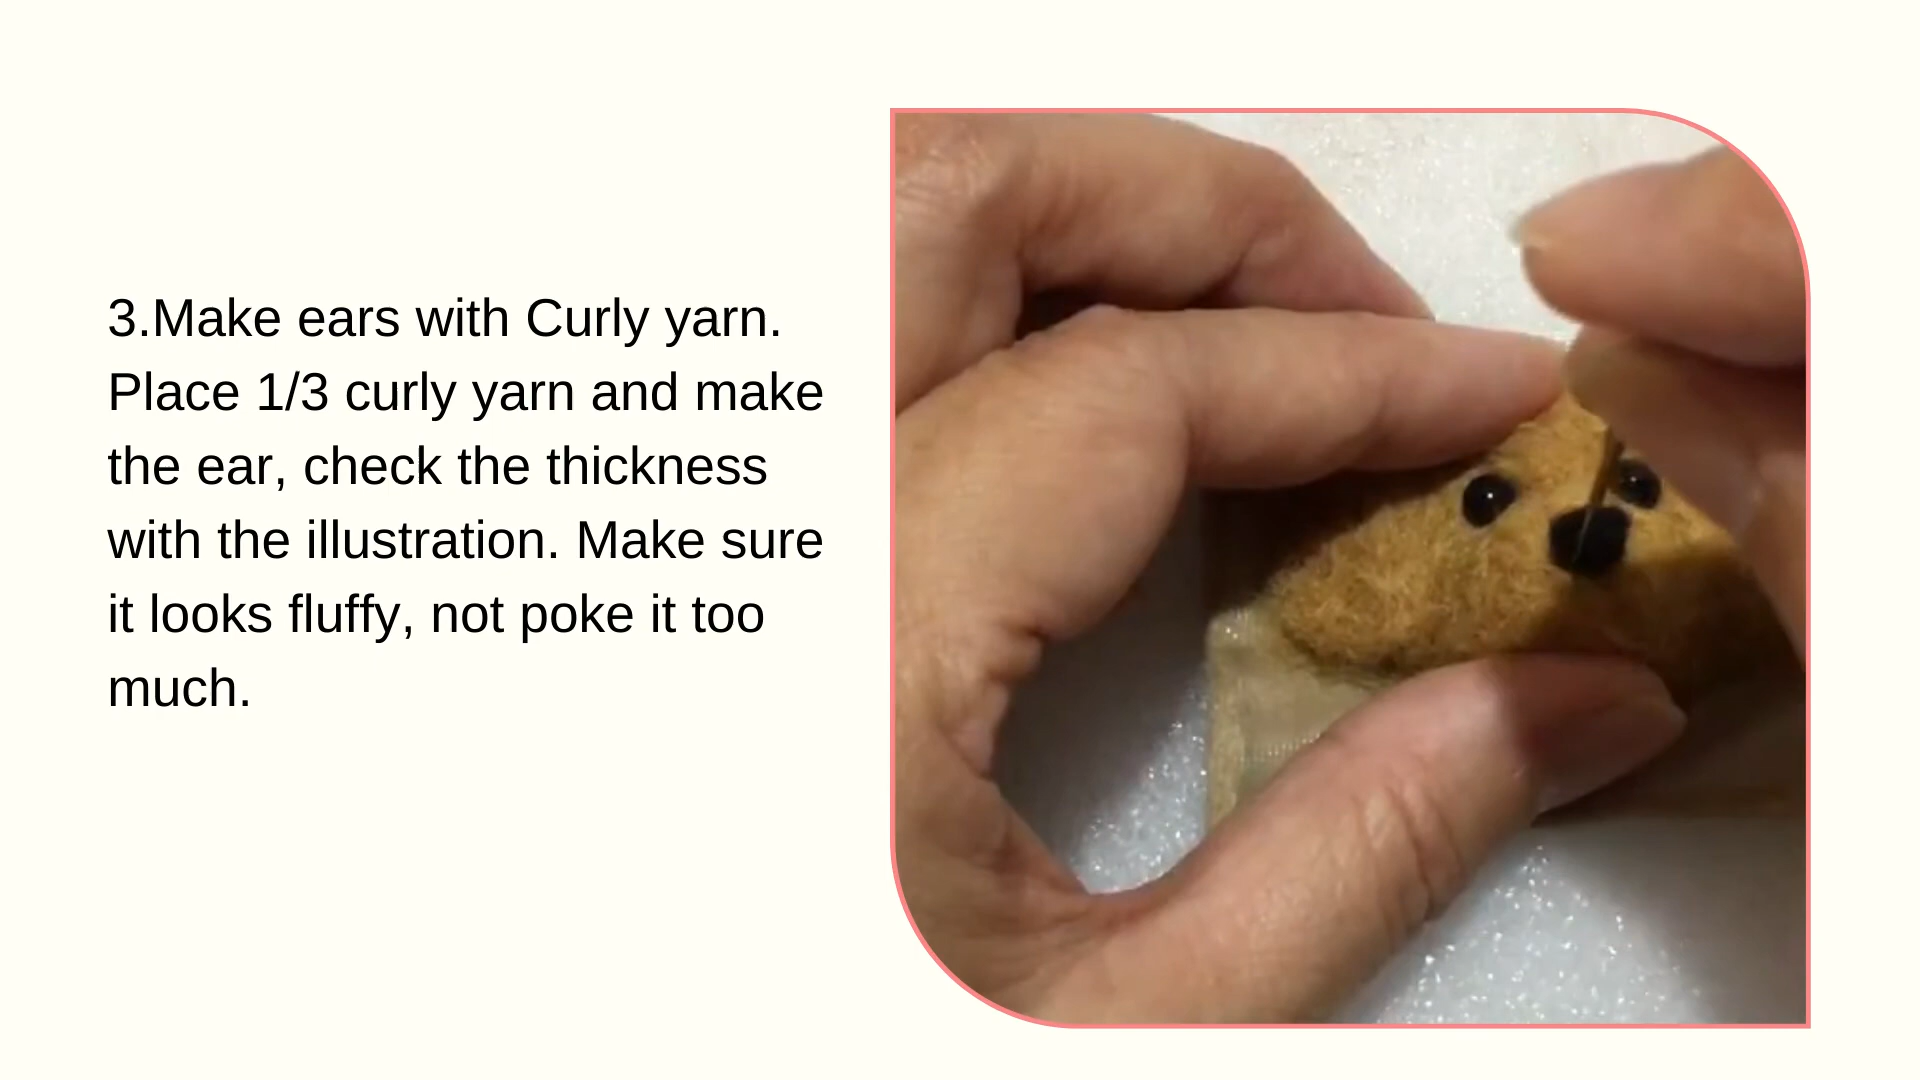 3.Make ears with Curly yarn.
Place 1/3 curly yarn and make
the ear, check the thickness
with the illustration. Make sure
it looks fluffy, not poke it too
much.